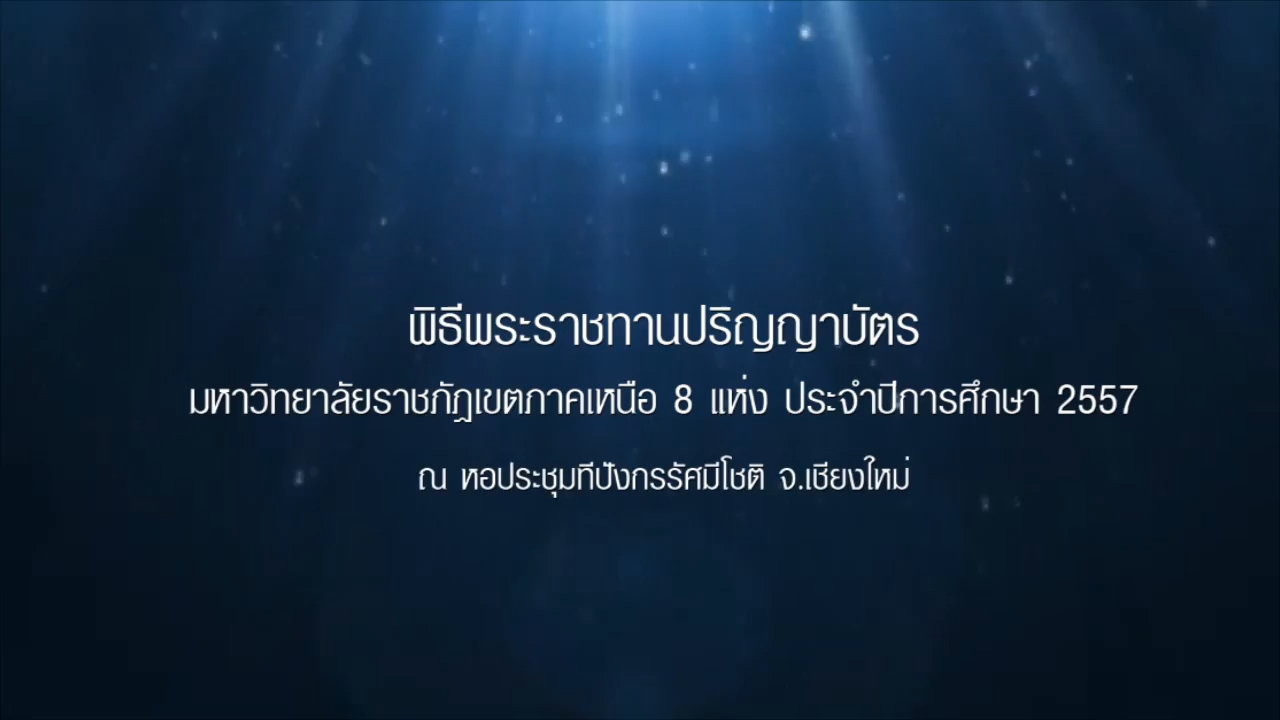 พิธีพระราชทานปริญญาบัตร
มหาวิทยาลัยราชภัฏเขตภาคเหนือ 8 แห่ง ประจำปีการศึกษา 2557
ณ หอประชุมทีปังกรรัศมีโชติ จ.เชียงใหม่